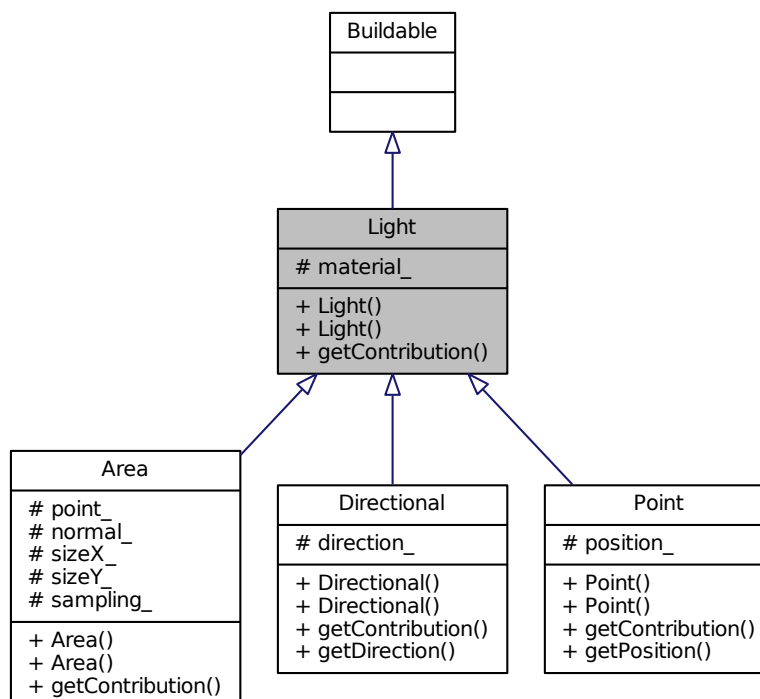 Buildable
Light
# material_
+ Light()
+ Light()
+ getContribution()
Area
# point_
# normal_
# sizeX_
# sizeY_
# sampling_
+ Area()
+ Area()
+ getContribution()
Directional
# direction_
+ Directional()
+ Directional()
+ getContribution()
+ getDirection()
Point
# position_
+ Point()
+ Point()
+ getContribution()
+ getPosition()